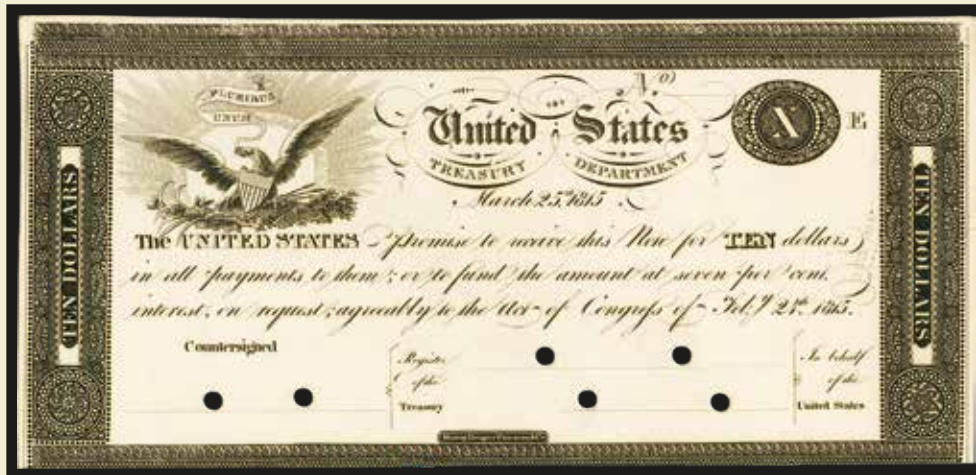 PLURIBUS
UNUM
No)
THE
United States
TREASURY DEPARTMENT
March 25th 1815
X E
TEN DOLLARS
The UNITED STATES Promise to receive this Note for TEN dollars
in all payments to them; or to fund the amount at seven per cent.
interest, on request, agreeably to the Act of Congress of Feby 24th 1815.
Countersigned
Register
of the
Treasury
In behalf
of the
United States
TEN DOLLARS